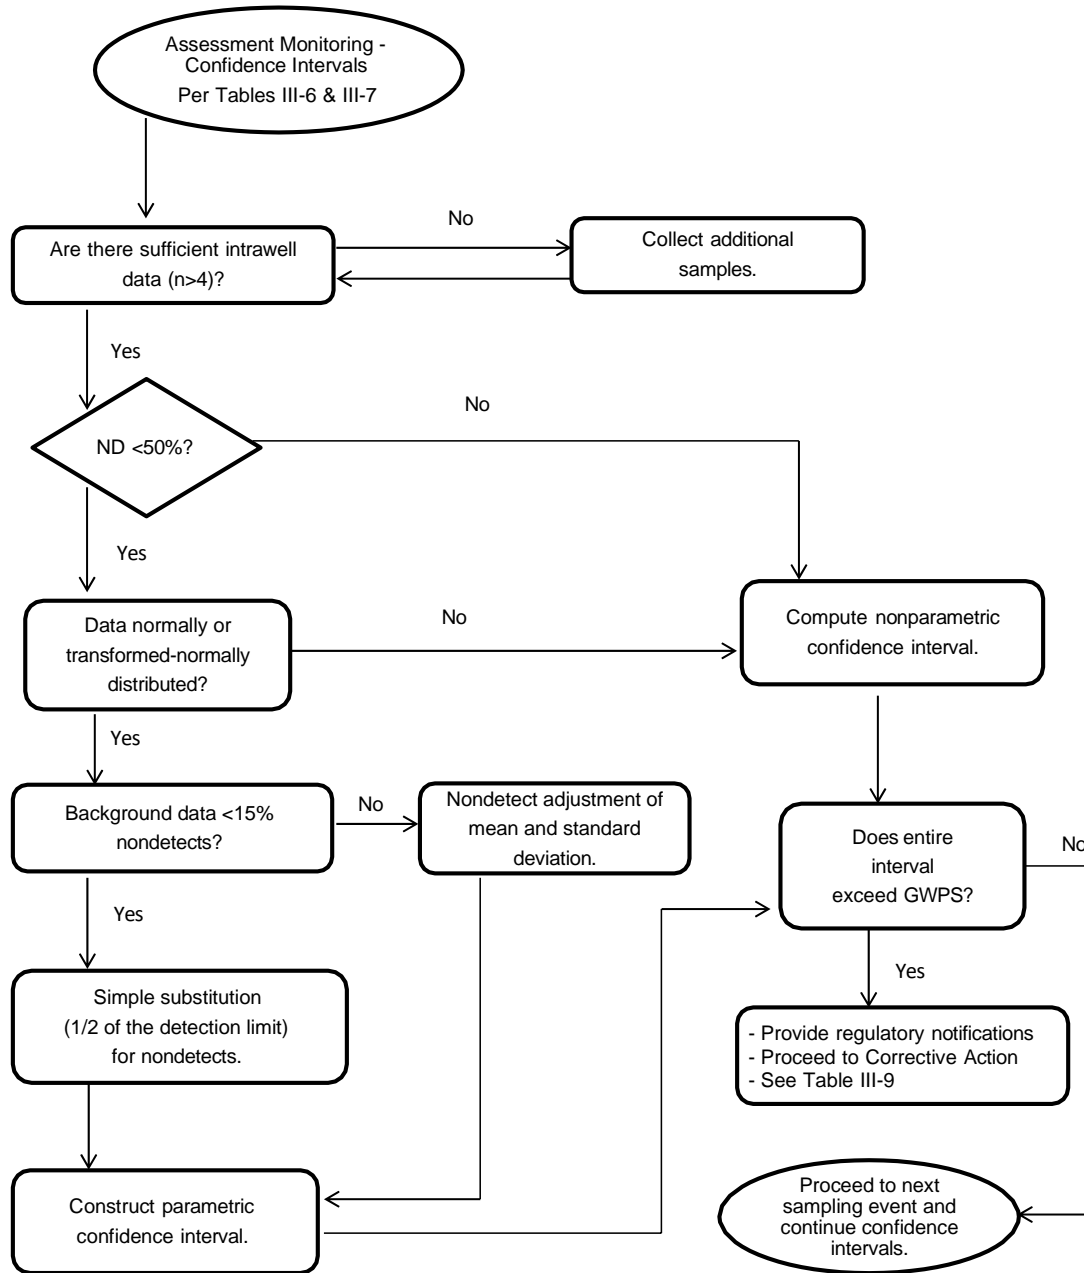 Assessment Monitoring -
Confidence Intervals
Per Tables III-6 & III-7
No
Are there sufficient intrawell
data (n>4)?
Collect additional
samples.
Yes
No
ND <50%?
Yes
No
Data normally or
transformed-normally
distributed?
Compute nonparametric
confidence interval.
Yes
Background data <15%
nondetects?
No
Nondetect adjustment of
mean and standard
deviation.
Does entire
interval
exceed GWPS?
No
Yes
Yes
Simple substitution
(1/2 of the detection limit)
for nondetects.
- Provide regulatory notifications
- Proceed to Corrective Action
- See Table III-9
Construct parametric
confidence interval.
Proceed to next
sampling event and
continue confidence
intervals.